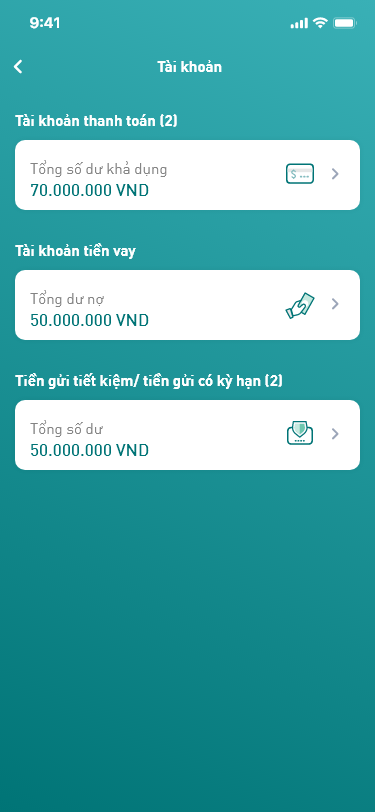 9:41
Tài khoản
Tài khoản thanh toán (2)
Tổng số dư khả dụng
70.000.000 VND
$
Tài khoản tiền vay
Tổng dư nợ
50.000.000 VND
Tiền gửi tiết kiệm/ tiền gửi có kỳ hạn (2)
Tổng số dư
50.000.000 VND